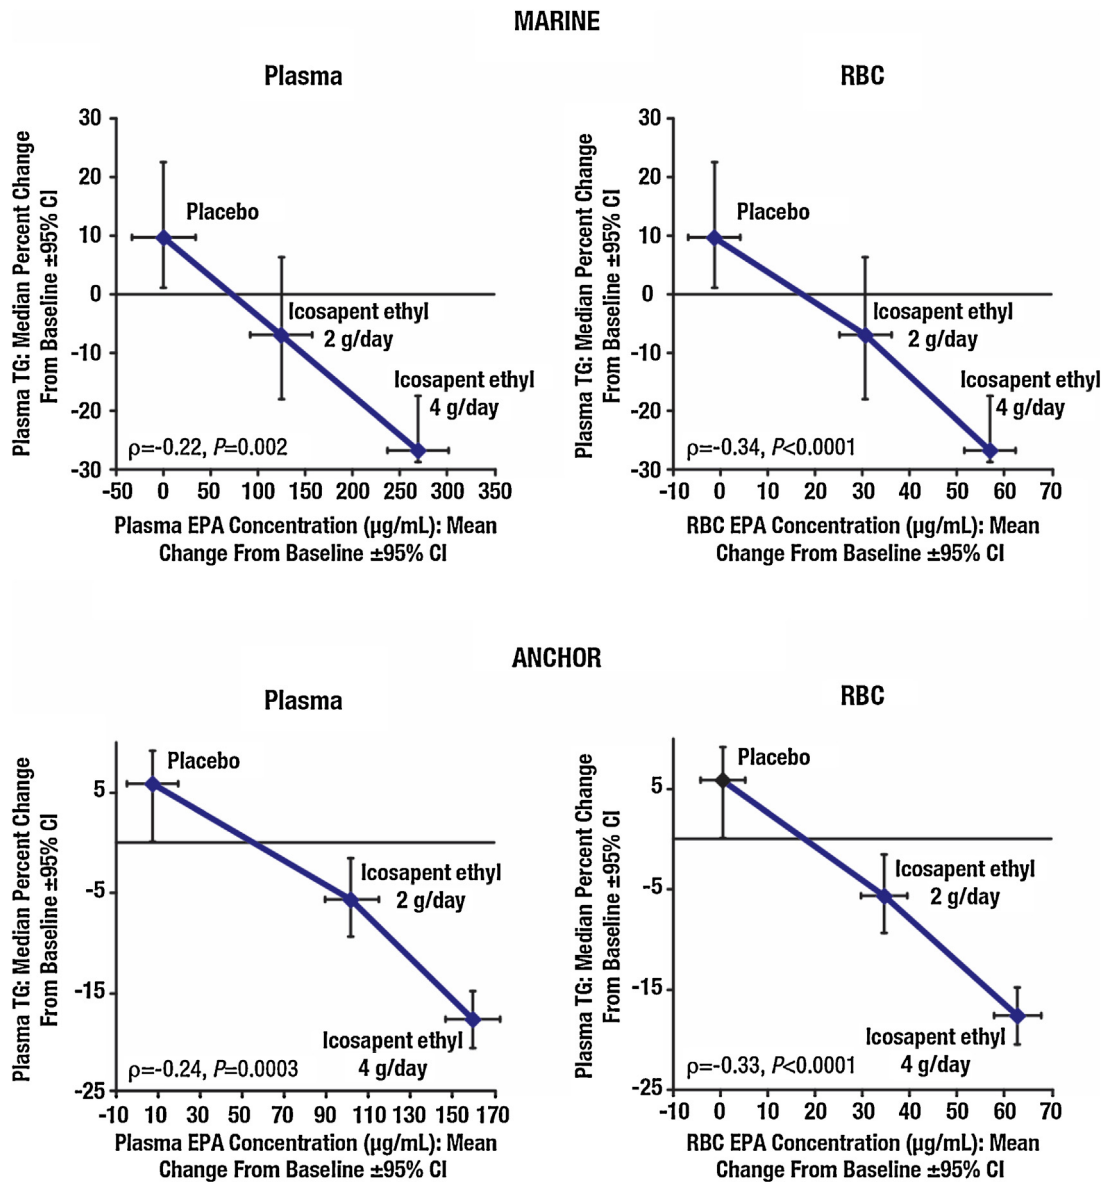 MARINE
Plasma
Plasma TG: Median Percent Change
From Baseline ±95% CI
30
20
10
0
-10
-20
-30
Placebo
Icosapent ethyl
2 g/day
Icosapent ethyl
4 g/day
ρ=-0.22, P=0.002
-50 0 50 100 150 200 250 300 350
Plasma EPA Concentration (µg/mL): Mean
Change From Baseline ±95% CI
RBC
Plasma TG: Median Percent Change
From Baseline ±95% CI
30
20
10
0
-10
-20
-30
Placebo
Icosapent ethyl
2 g/day
Icosapent ethyl
4 g/day
ρ=-0.34, P<0.0001
-10 0 10 20 30 40 50 60 70
RBC EPA Concentration (µg/mL): Mean
Change From Baseline ±95% CI
ANCHOR
Plasma
Plasma TG: Median Percent Change
From Baseline ±95% CI
5
-5
-15
-25
Placebo
Icosapent ethyl
2 g/day
Icosapent ethyl
4 g/day
ρ=-0.24, P=0.0003
-10 10 30 50 70 90 110 130 150 170
Plasma EPA Concentration (µg/mL): Mean
Change From Baseline ±95% CI
RBC
Plasma TG: Median Percent Change
From Baseline ±95% CI
5
-5
-15
-25
Placebo
Icosapent ethyl
2 g/day
Icosapent ethyl
4 g/day
ρ=-0.33, P<0.0001
-10 0 10 20 30 40 50 60 70
RBC EPA Concentration (µg/mL): Mean
Change From Baseline ±95% CI